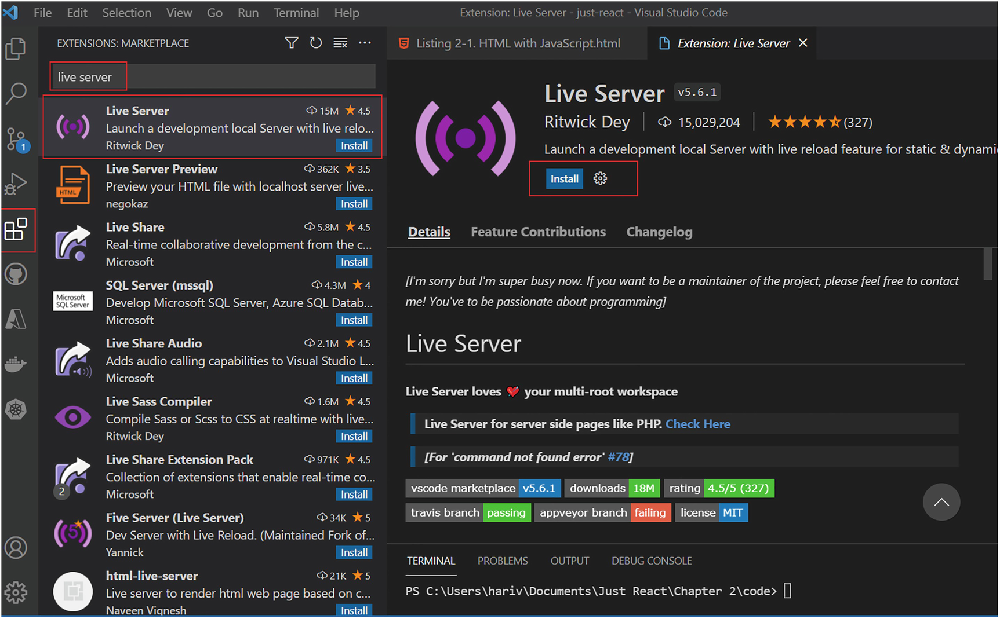 File Edit Selection View Go Run Terminal Help Extension: Live Server - just-react - Visual Studio Code
EXTENSIONS: MARKETPLACE
live server
Live Server 15M 4.5
Launch a development local Server with live relo...
Ritwick Dey Install
Live Server Preview 362K 3.5
Preview your HTML file with localhost server live...
negokaz Install
HTML
Live Share 5.8M 4.5
Real-time collaborative development from the c...
Microsoft Install
SQL Server (mssql) 4.3M 4
Develop Microsoft SQL Server, Azure SQL Datab...
Microsoft Install
Microsoft
SQL Server
Live Share Audio 2.1M 4.5
Adds audio calling capabilities to Visual Studio L...
Microsoft Install
Live Sass Compiler 1.6M 4.5
Compile Sass or Scss to CSS at realtime with live...
Ritwick Dey Install
Live Share Extension Pack 971K 4.5
Collection of extensions that enable real-time co...
Microsoft Install
2
Five Server (Live Server) 34K 5
Dev Server with Live Reload. (Maintained Fork of...
Yannick Install
5
html-live-server 21K 5
Live server to render html web page based on c...
Naveen Vignesh Install
1
Listing 2-1. HTML with JavaScript.html Extension: Live Server
Live Server v5.6.1
Ritwick Dey 15,029,204 (327)
Launch a development local Server with live reload feature for static & dynami
Install
Details Feature Contributions Changelog
[I'm sorry but I'm super busy now. If you want to be a maintainer of the project, please feel free to contact
me! You've to be passionate about programming]
Live Server
Live Server loves ❤️ your multi-root workspace
Live Server for server side pages like PHP. Check Here
[For 'command not found error' #78]
vscode marketplace v5.6.1 downloads 18M rating 4.5/5 (327)
travis branch passing appveyor branch failing license MIT
TERMINAL PROBLEMS OUTPUT DEBUG CONSOLE
PS C:\Users\hariv\Documents\Just React\Chapter 2\code>